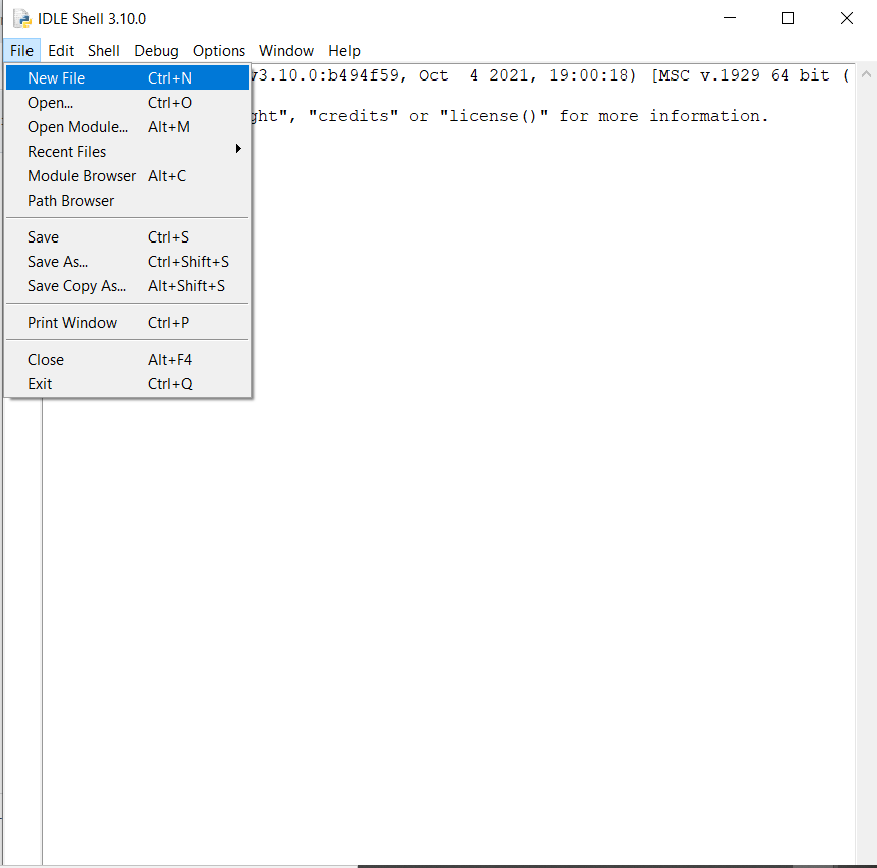 IDLE Shell 3.10.0
File Edit Shell Debug Options Window Help
v3.10.0:b494f59, Oct  4 2021, 19:00:18) [MSC v.1929 64 bit (
ght", "credits" or "license()" for more information.
New File Ctrl+N
Open... Ctrl+O
Open Module... Alt+M
Recent Files
Module Browser Alt+C
Path Browser
Save Ctrl+S
Save As... Ctrl+Shift+S
Save Copy As... Alt+Shift+S
Print Window Ctrl+P
Close Alt+F4
Exit Ctrl+Q